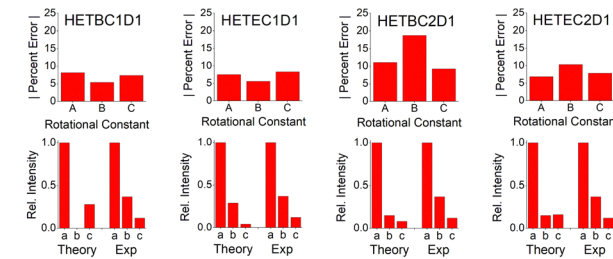 HETBC1D1
| Percent Error |
25
20
15
10
5
0
A B C
Rotational Constant
HETEC1D1
| Percent Error |
25
20
15
10
5
0
A B C
Rotational Constant
HETBC2D1
| Percent Error |
25
20
15
10
5
0
A B C
Rotational Constant
HETEC2D1
| Percent Error |
25
20
15
10
5
0
A B C
Rotational Constan
Rel. Intensity
1.0
0.5
0.0
a b c a b c
Theory Exp
Rel. Intensity
1.0
0.5
0.0
a b c a b c
Theory Exp
Rel. Intensity
1.0
0.5
0.0
a b c a b c
Theory Exp
Rel. Intensity
1.0
0.5
0.0
a b c a b c
Theory Exp